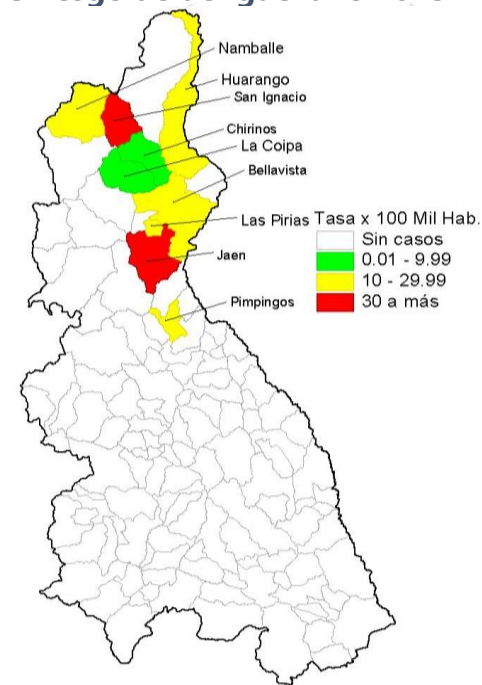 Namballe
Huarango
San Ignacio
Chirinos
La Coipa
Bellavista
Las Pirias
Jaen
Pimpingos
Tasa x 100 Mil Hab.
Sin casos
0.01 - 9.99
10 - 29.99
30 a más